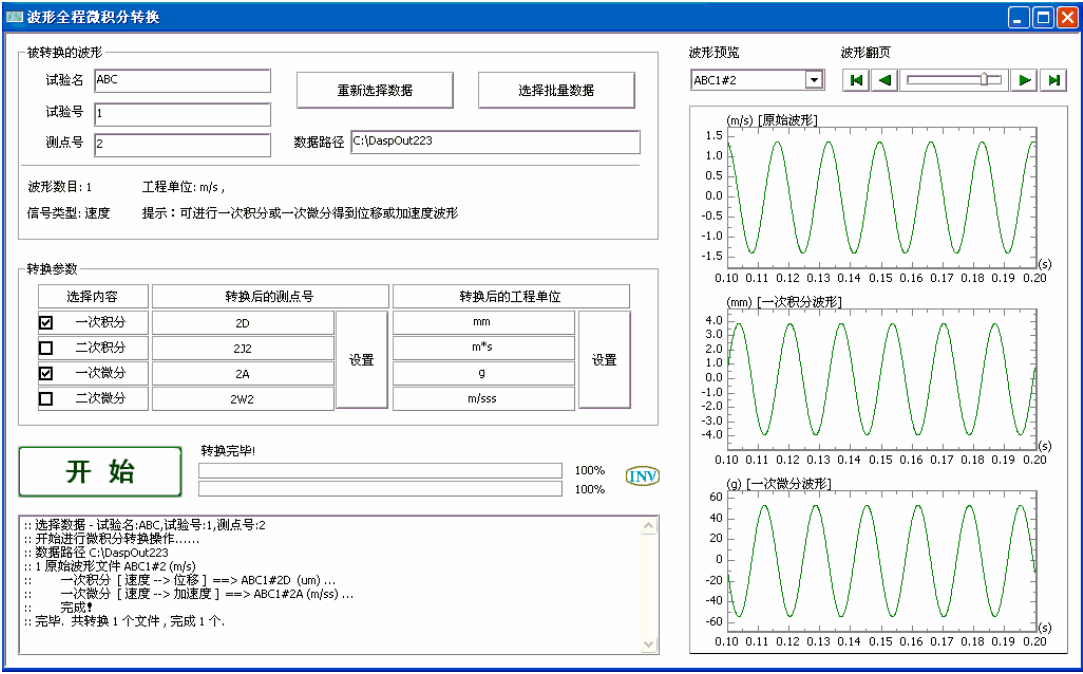 波形全程微积分转换
被转换的波形
试验名 ABC
试验号 1
测点号 2
重新选择数据
选择批量数据
数据路径 C:\DaspOut223
波形数目: 1 工程单位: m/s ,
信号类型: 速度 提示：可进行一次积分或一次微分得到位移或加速度波形
转换参数
选择内容 转换后的测点号 转换后的工程单位
一次积分 2D mm
二次积分 2J2 m*s
设置 设置
一次微分 2A g
二次微分 2W2 m/sss
开 始
转换完毕!
100%
100%
INV
:: 选择数据 - 试验名:ABC,试验号:1,测点号:2
:: 开始进行微积分转换操作......
:: 数据路径 C:\DaspOut223
:: 1 原始波形文件 ABC1#2 (m/s)
:: 一次积分 [ 速度 --> 位移 ] ==> ABC1#2D (um) ...
:: 一次微分 [ 速度 --> 加速度 ] ==> ABC1#2A (m/ss) ...
:: 完成!
:: 完毕. 共转换 1 个文件 , 完成 1 个.
波形预览 波形翻页
ABC1#2
(m/s) [原始波形]
1.5
1.0
0.5
0.0
-0.5
-1.0
-1.5
(s)
0.10 0.11 0.12 0.13 0.14 0.15 0.16 0.17 0.18 0.19 0.20
(mm) [一次积分波形]
4.0
3.0
2.0
1.0
0.0
-1.0
-2.0
-3.0
-4.0
(s)
0.10 0.11 0.12 0.13 0.14 0.15 0.16 0.17 0.18 0.19 0.20
(g) [一次微分波形]
60
40
20
0
-20
-40
-60
(s)
0.10 0.11 0.12 0.13 0.14 0.15 0.16 0.17 0.18 0.19 0.20